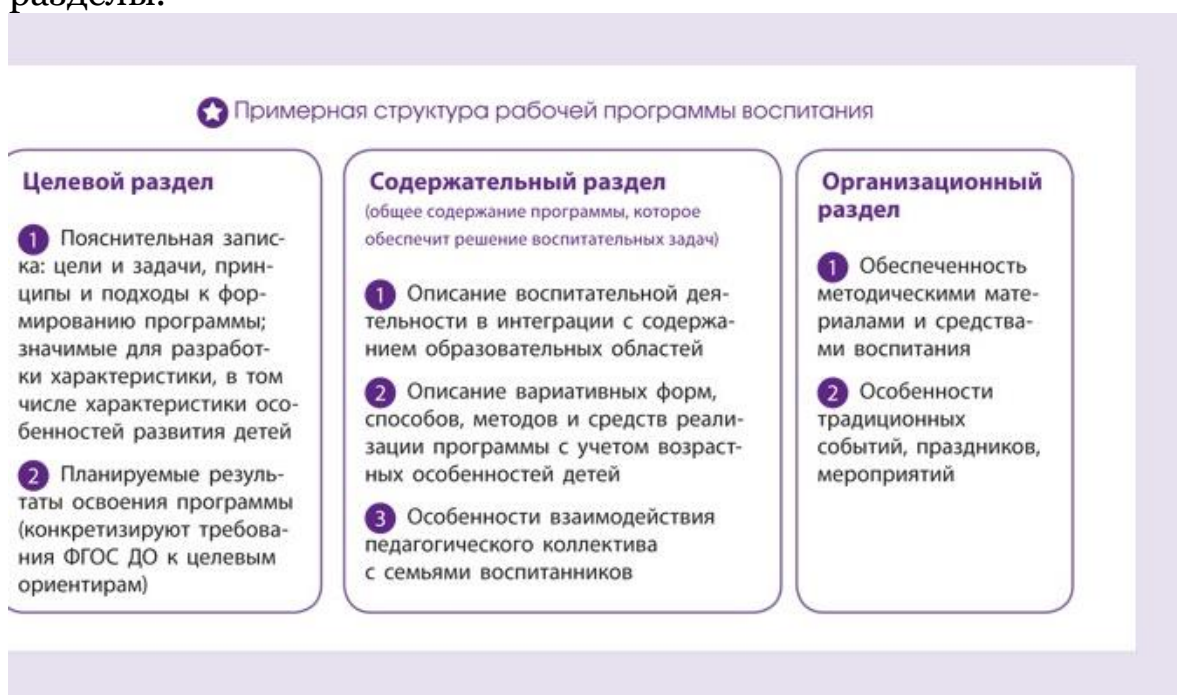 разделы:
Примерная структура рабочей программы воспитания
Целевой раздел
1 Пояснительная запис-
ка: цели и задачи, прин-
ципы и подходы к фор-
мированию программы;
значимые для разработ-
ки характеристики, в том
числе характеристики осо-
бенностей развития детей
2 Планируемые резуль-
таты освоения программы
(конкретизируют требова-
ния ФГОС ДО к целевым
ориентирам)
Содержательный раздел
(общее содержание программы, которое
обеспечит решение воспитательных задач)
1 Описание воспитательной дея-
тельности в интеграции с содержа-
нием образовательных областей
2 Описание вариативных форм,
способов, методов и средств реали-
зации программы с учетом возраст-
ных особенностей детей
3 Особенности взаимодействия
педагогического коллектива
с семьями воспитанников
Организационный
раздел
1 Обеспеченность
методическими мате-
риалами и средства-
ми воспитания
2 Особенности
традиционных
событий, праздников,
мероприятий